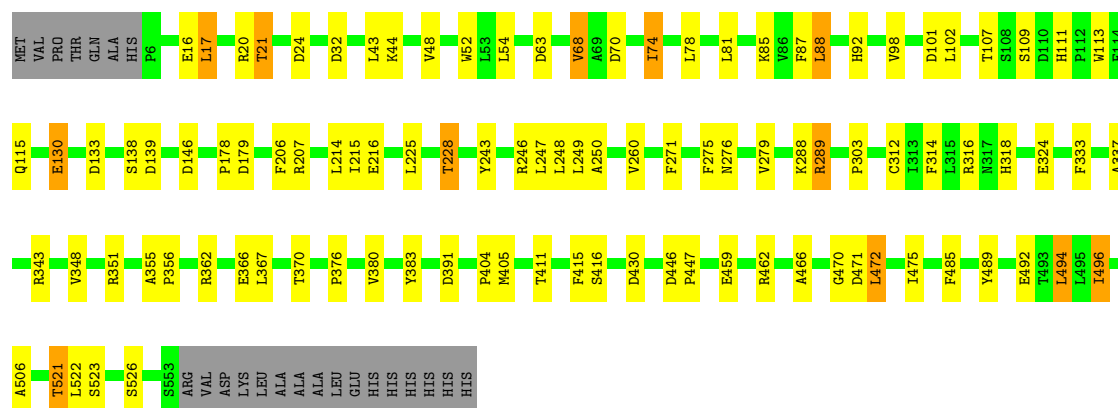 MET VAL PRO THR GLN ALA HIS P6 E16 L17 R20 T21 D24 D32 L43 K44 V48 W52 L53 L54 D63 V68 A69 D70 I74 L78 L81 K85 V86 F87 L88 H92 V98 D101 L102 T107 S108 S109 D110 H111 P112 W113 E114
Q115 E130 D133 S138 D139 D146 P178 D179 F206 R207 L214 I215 E216 L225 T228 Y243 R246 L247 L248 L249 A250 V260 F271 F275 N276 V279 K288 R289 P303 C312 I313 F314 L315 R316 N317 H318 E324 F333 A337
R343 V348 R351 A355 P356 R362 E366 L367 T370 P376 V380 Y383 D391 P404 M405 T411 F415 S416 D430 D446 P447 E459 R462 A466 G470 D471 L472 I475 F485 Y489 E492 T493 L494 L495 I496
A506 T521 L522 S523 S526 S553 ARG VAL ASP LYS LEU ALA ALA ALA LEU GLU HIS HIS HIS HIS HIS HIS